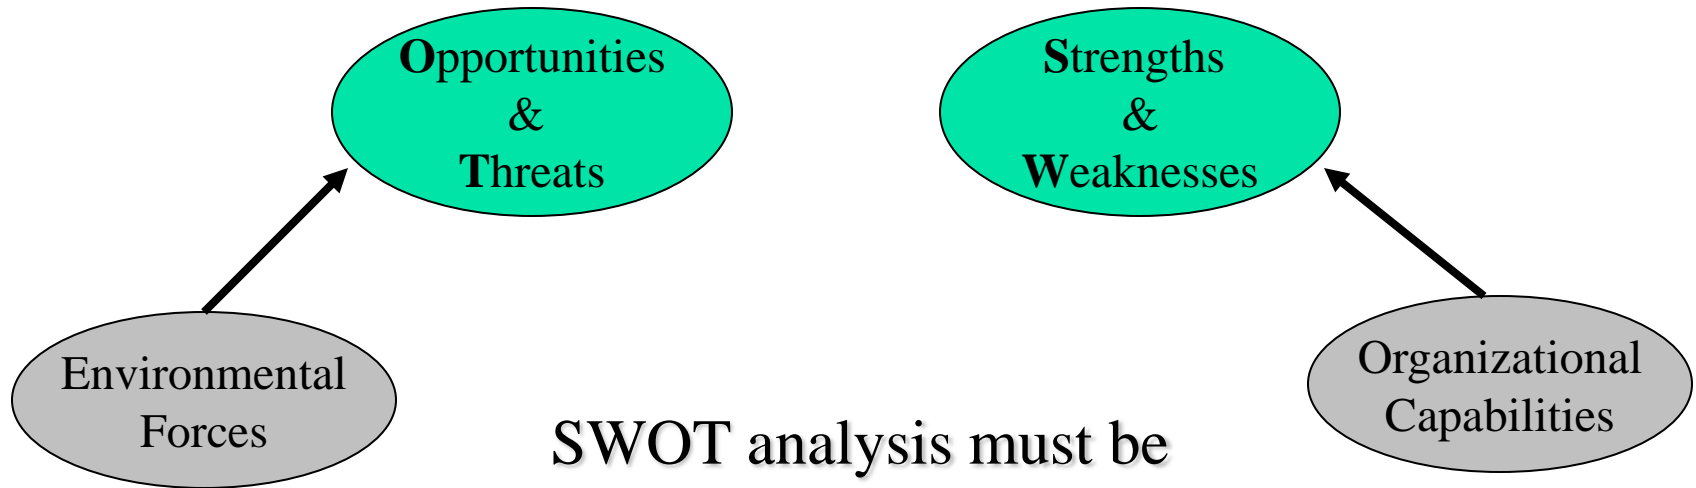 Opportunities
&
Threats
Strengths
&
Weaknesses
Environmental
Forces
Organizational
Capabilities
SWOT analysis must be